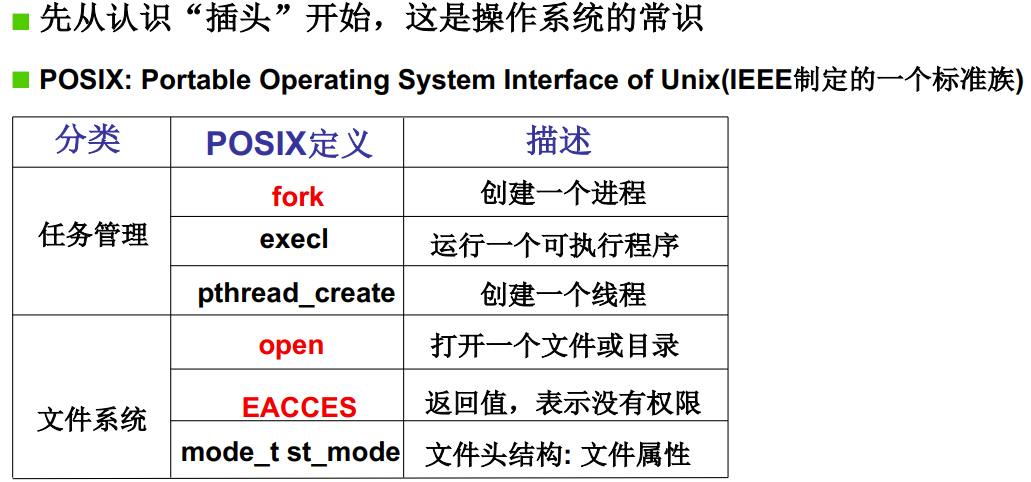 先从认识“插头”开始，这是操作系统的常识
POSIX: Portable Operating System Interface of Unix(IEEE制定的一个标准族)
分类 POSIX定义 描述
任务管理
fork 创建一个进程
execl 运行一个可执行程序
pthread_create 创建一个线程
文件系统
open 打开一个文件或目录
EACCES 返回值，表示没有权限
mode_t st_mode 文件头结构: 文件属性